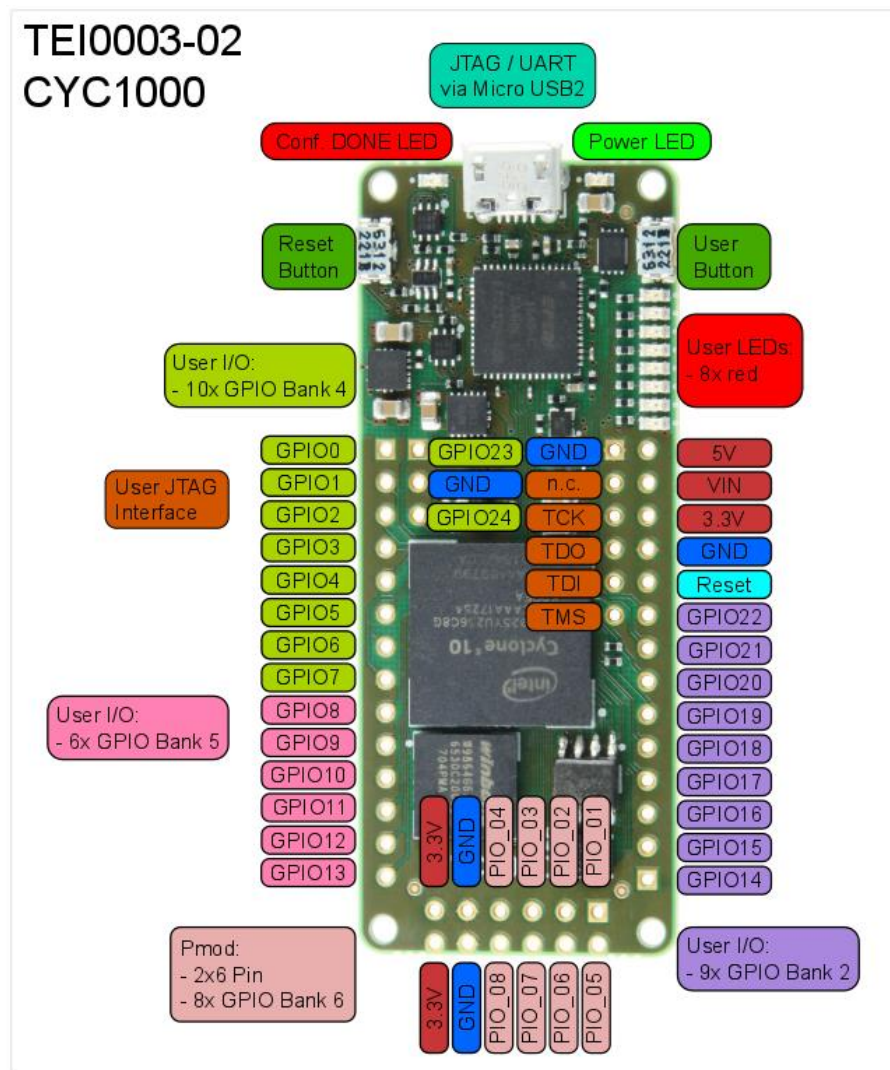 TEI0003-02
CYC1000
JTAG / UART
via Micro USB2
Conf. DONE LED
Power LED
Reset
Button
User
Button
User I/O:
- 10x GPIO Bank 4
User LEDs:
- 8x red
GPIO0
GPIO23
GND
5V
User JTAG
Interface
GPIO1
GND
n.c.
VIN
GPIO2
GPIO24
TCK
3.3V
GPIO3
TDO
GND
GPIO4
TDI
Reset
GPIO5
TMS
GPIO22
GPIO6
GPIO21
GPIO7
GPIO20
Cyclone 10
intel
User I/O:
- 6x GPIO Bank 5
GPIO8
GPIO19
GPIO9
GPIO18
GPIO10
GPIO17
GPIO11
GPIO16
GPIO12
GPIO15
GPIO13
GPIO14
3.3V
GND
PIO_04
PIO_03
PIO_02
PIO_01
Pmod:
- 2x6 Pin
- 8x GPIO Bank 6
User I/O:
- 9x GPIO Bank 2
3.3V
GND
PIO_08
PIO_07
PIO_06
PIO_05